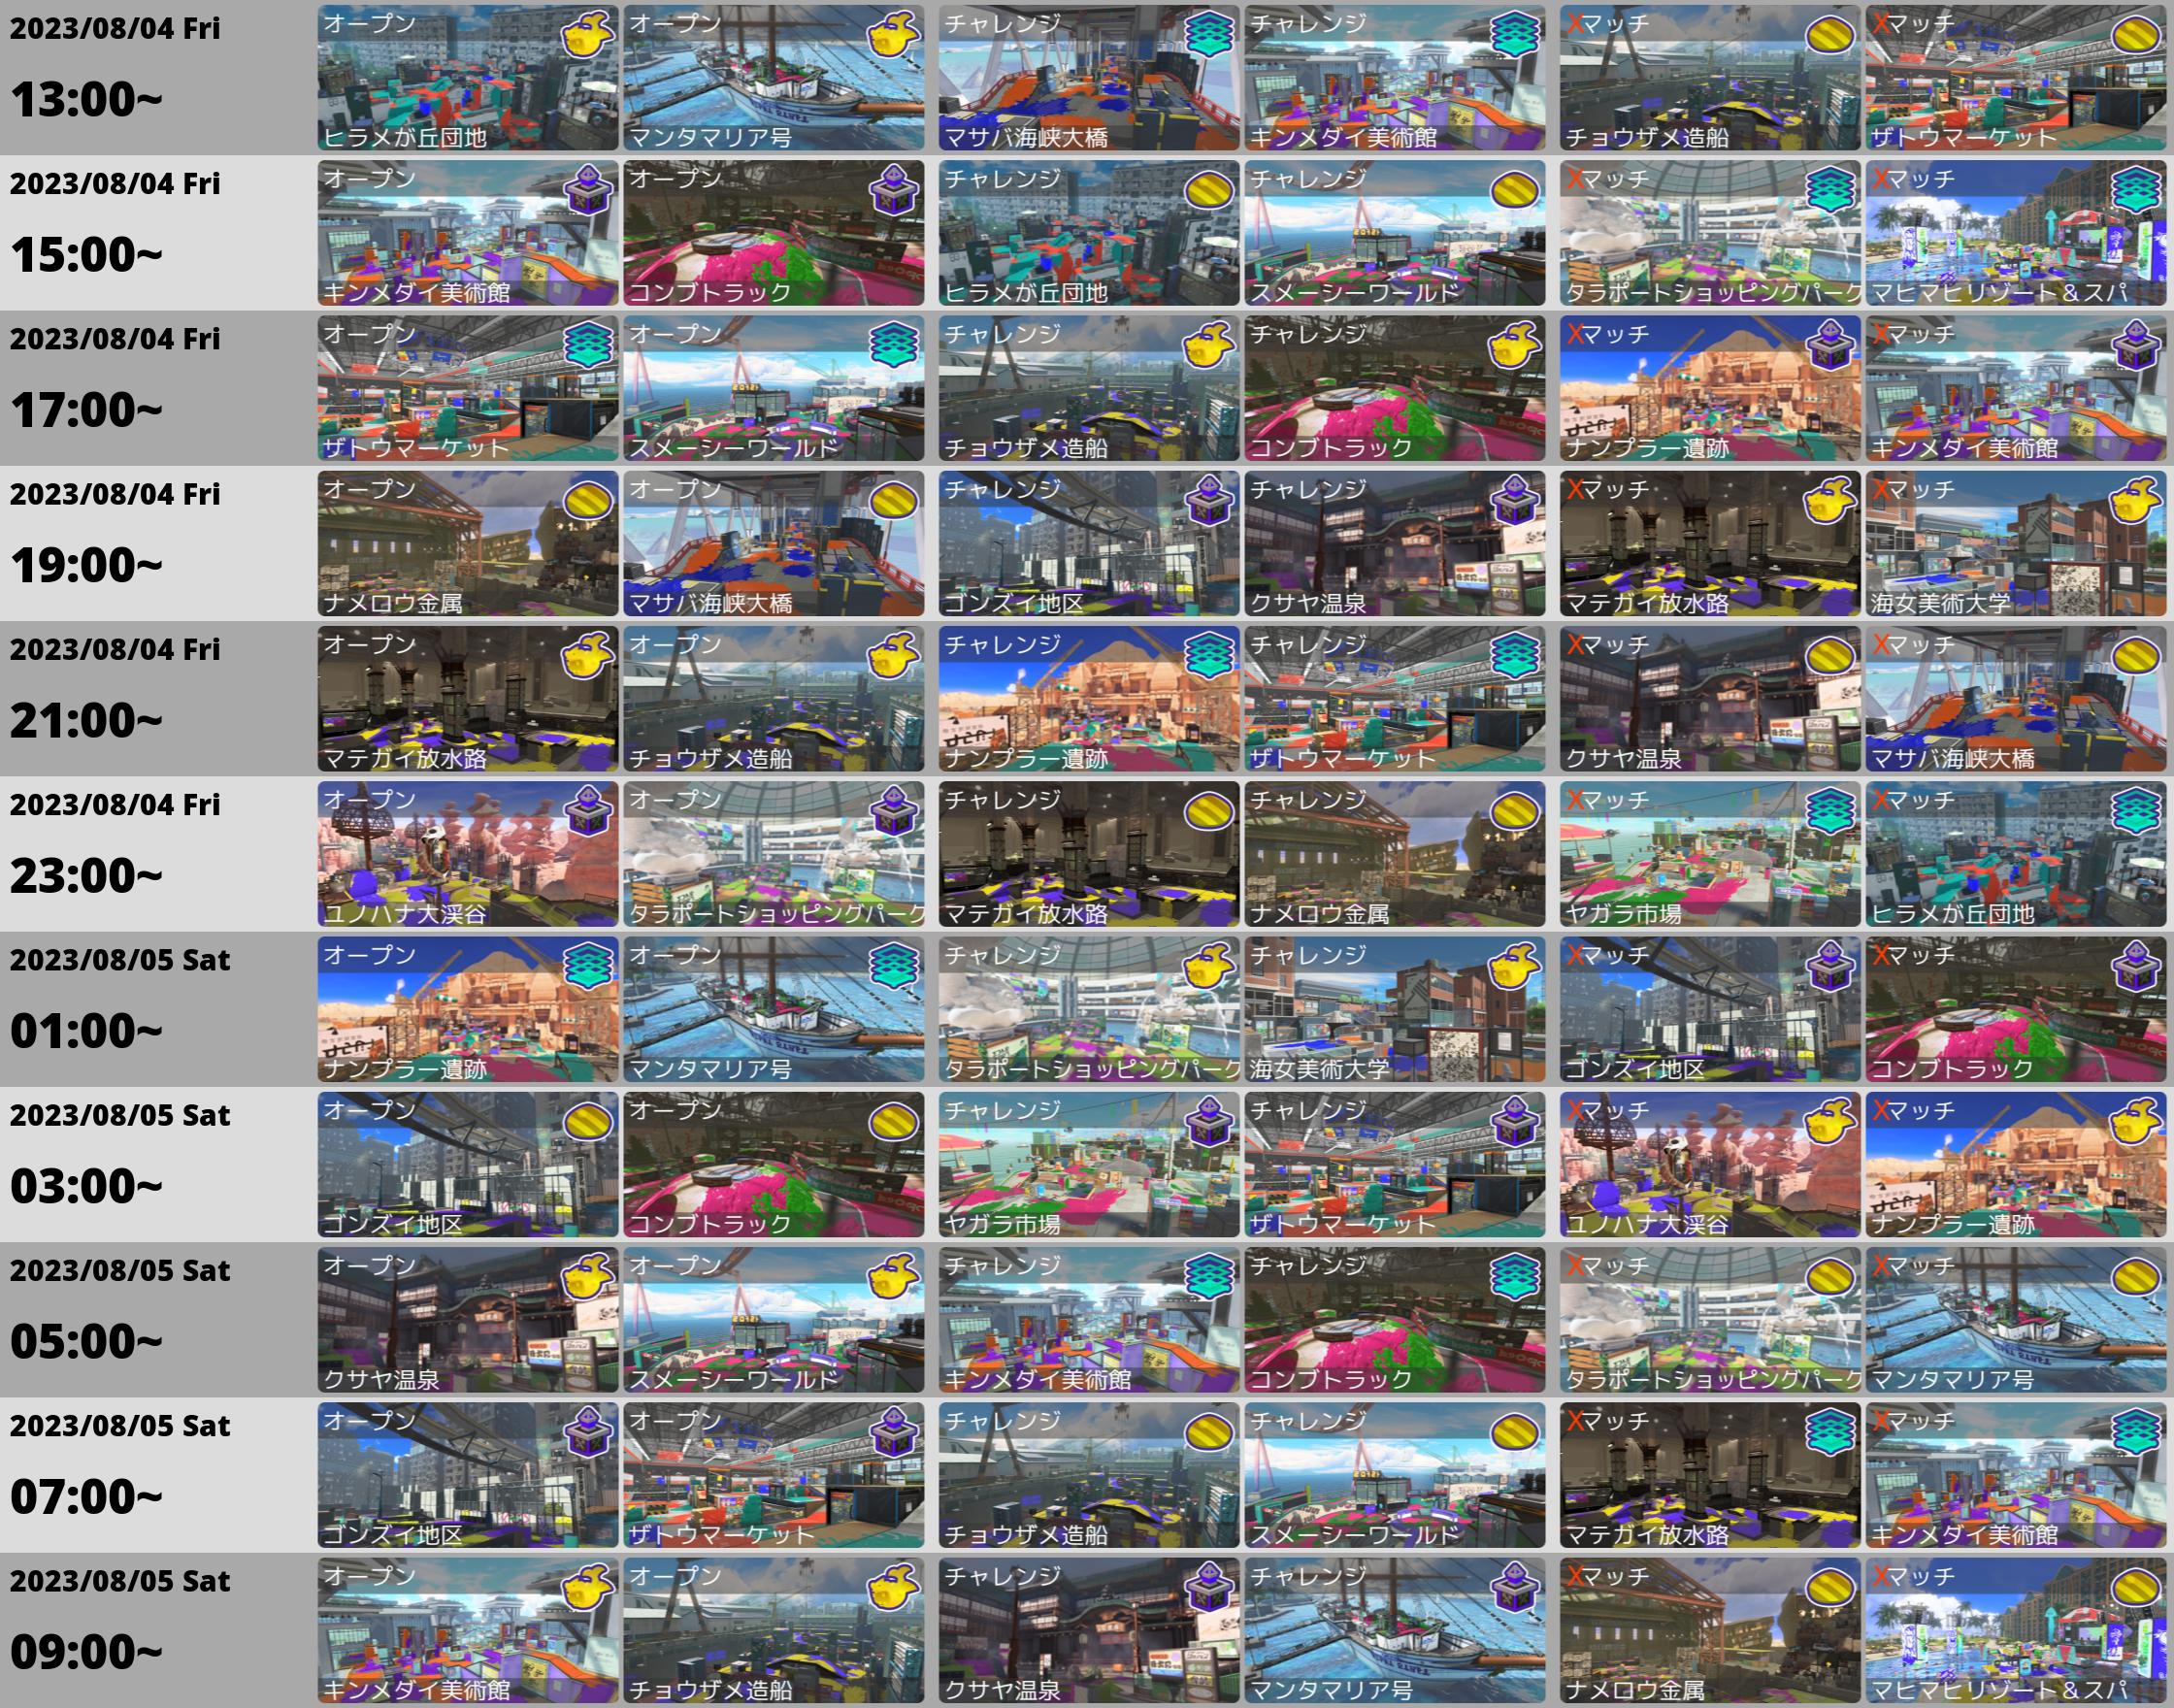 2023/08/04 Fri
13:00~
オープン オープン チャレンジ チャレンジ Xマッチ Xマッチ
ヒラメが丘団地 マンタマリア号 マサバ海峡大橋 キンメダイ美術館 チョウザメ造船 ザトウマーケット
2023/08/04 Fri
15:00~
オープン オープン チャレンジ チャレンジ Xマッチ Xマッチ
キンメダイ美術館 コンブトラック ヒラメが丘団地 スメーシーワールド タラポートショッピングパーク マヒマヒリゾート＆スパ
2023/08/04 Fri
17:00~
オープン オープン チャレンジ チャレンジ Xマッチ Xマッチ
ザトウマーケット スメーシーワールド チョウザメ造船 コンブトラック ナンプラー遺跡 キンメダイ美術館
2023/08/04 Fri
19:00~
オープン オープン チャレンジ チャレンジ Xマッチ Xマッチ
ナメロウ金属 マサバ海峡大橋 ゴンズイ地区 クサヤ温泉 マテガイ放水路 海女美術大学
2023/08/04 Fri
21:00~
オープン オープン チャレンジ チャレンジ Xマッチ Xマッチ
マテガイ放水路 チョウザメ造船 ナンプラー遺跡 ザトウマーケット クサヤ温泉 マサバ海峡大橋
2023/08/04 Fri
23:00~
オープン オープン チャレンジ チャレンジ Xマッチ Xマッチ
ユノハナ大渓谷 タラポートショッピングパーク マテガイ放水路 ナメロウ金属 ヤガラ市場 ヒラメが丘団地
2023/08/05 Sat
01:00~
オープン オープン チャレンジ チャレンジ Xマッチ Xマッチ
ナンプラー遺跡 マンタマリア号 タラポートショッピングパーク 海女美術大学 ゴンズイ地区 コンブトラック
2023/08/05 Sat
03:00~
オープン オープン チャレンジ チャレンジ Xマッチ Xマッチ
ゴンズイ地区 コンブトラック ヤガラ市場 ザトウマーケット ユノハナ大渓谷 ナンプラー遺跡
2023/08/05 Sat
05:00~
オープン オープン チャレンジ チャレンジ Xマッチ Xマッチ
クサヤ温泉 スメーシーワールド キンメダイ美術館 コンブトラック タラポートショッピングパーク マンタマリア号
2023/08/05 Sat
07:00~
オープン オープン チャレンジ チャレンジ Xマッチ Xマッチ
ゴンズイ地区 ザトウマーケット チョウザメ造船 スメーシーワールド マテガイ放水路 キンメダイ美術館
2023/08/05 Sat
09:00~
オープン オープン チャレンジ チャレンジ Xマッチ Xマッチ
キンメダイ美術館 チョウザメ造船 クサヤ温泉 マンタマリア号 ナメロウ金属 マヒマヒリゾート＆スパ